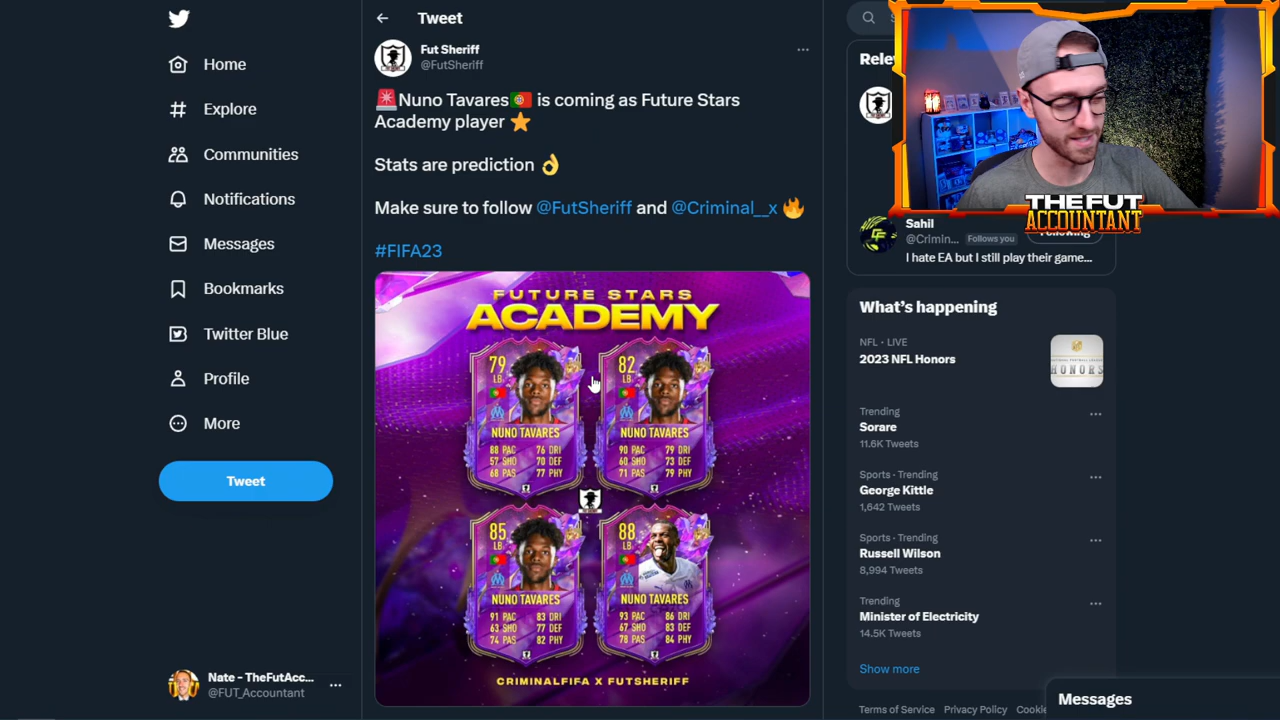 Home
Explore
Communities
Notifications
Messages
Bookmarks
Twitter Blue
Profile
More
Tweet
Nate - TheFutAcc...
@FUT_Accountant
Tweet
Fut Sheriff
@FutSheriff
Nuno Tavares is coming as Future Stars
Academy player
Stats are prediction
Make sure to follow @FutSheriff and @Criminal__x
#FIFA23
FUTURE STARS
ACADEMY
79
LB
NUNO TAVARES
88 PAC 76 DRI
57 SHO 70 DEF
68 PAS 77 PHY
82
LB
NUNO TAVARES
90 PAC 79 DRI
60 SHO 73 DEF
71 PAS 79 PHY
85
LB
NUNO TAVARES
91 PAC 83 DRI
63 SHO 77 DEF
74 PAS 82 PHY
88
LB
NUNO TAVARES
93 PAC 86 DRI
67 SHO 83 DEF
78 PAS 84 PHY
CRIMINALFIFA X FUTSHERIFF
THE FUT
ACCOUNTANT
Sahil
@Crimin... Follows you
Following
I hate EA but I still play their game...
What's happening
NFL · LIVE
2023 NFL Honors
HONORS
Trending
Sorare
11.6K Tweets
Sports · Trending
George Kittle
1,642 Tweets
Sports · Trending
Russell Wilson
8,994 Tweets
Trending
Minister of Electricity
14.5K Tweets
Show more
Terms of Service Privacy Policy
Messages